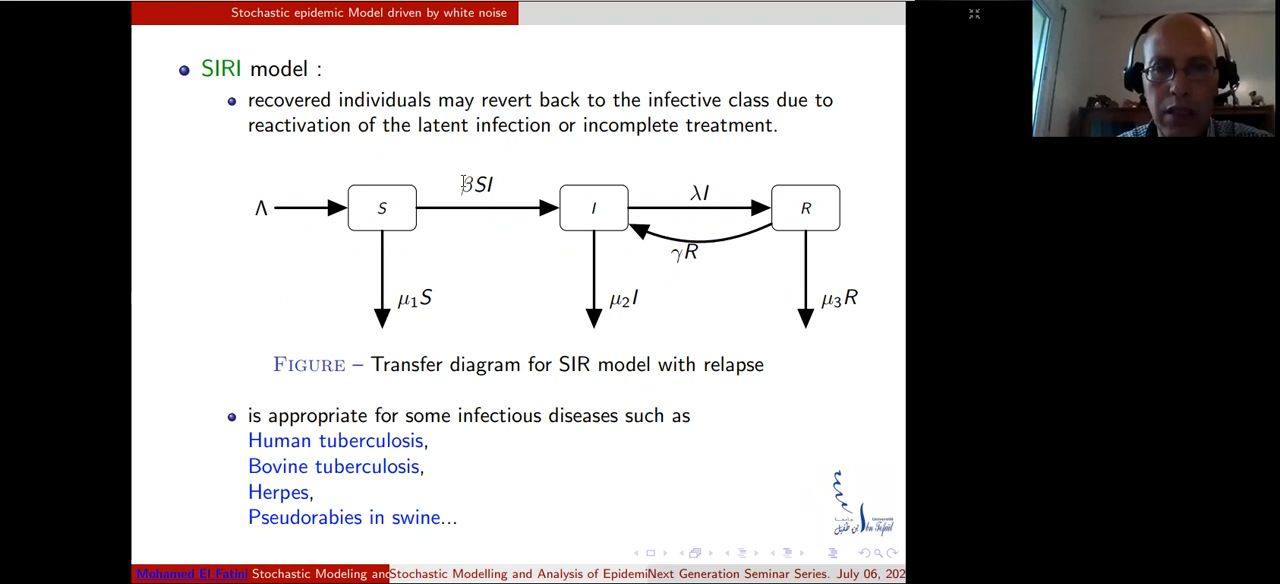 Stochastic epidemic Model driven by white noise
SIRI model :
recovered individuals may revert back to the infective class due to
reactivation of the latent infection or incomplete treatment.
Λ
S
βSI
I
λI
R
γR
μ₁S
μ₂I
μ₃R
FIGURE – Transfer diagram for SIR model with relapse
is appropriate for some infectious diseases such as
Human tuberculosis,
Bovine tuberculosis,
Herpes,
Pseudorabies in swine...
Université
Ibn Tofail
Mohamed El Fatini Stochastic Modeling and Stochastic Modelling and Analysis of Epidemi Next Generation Seminar Series. July 06, 202